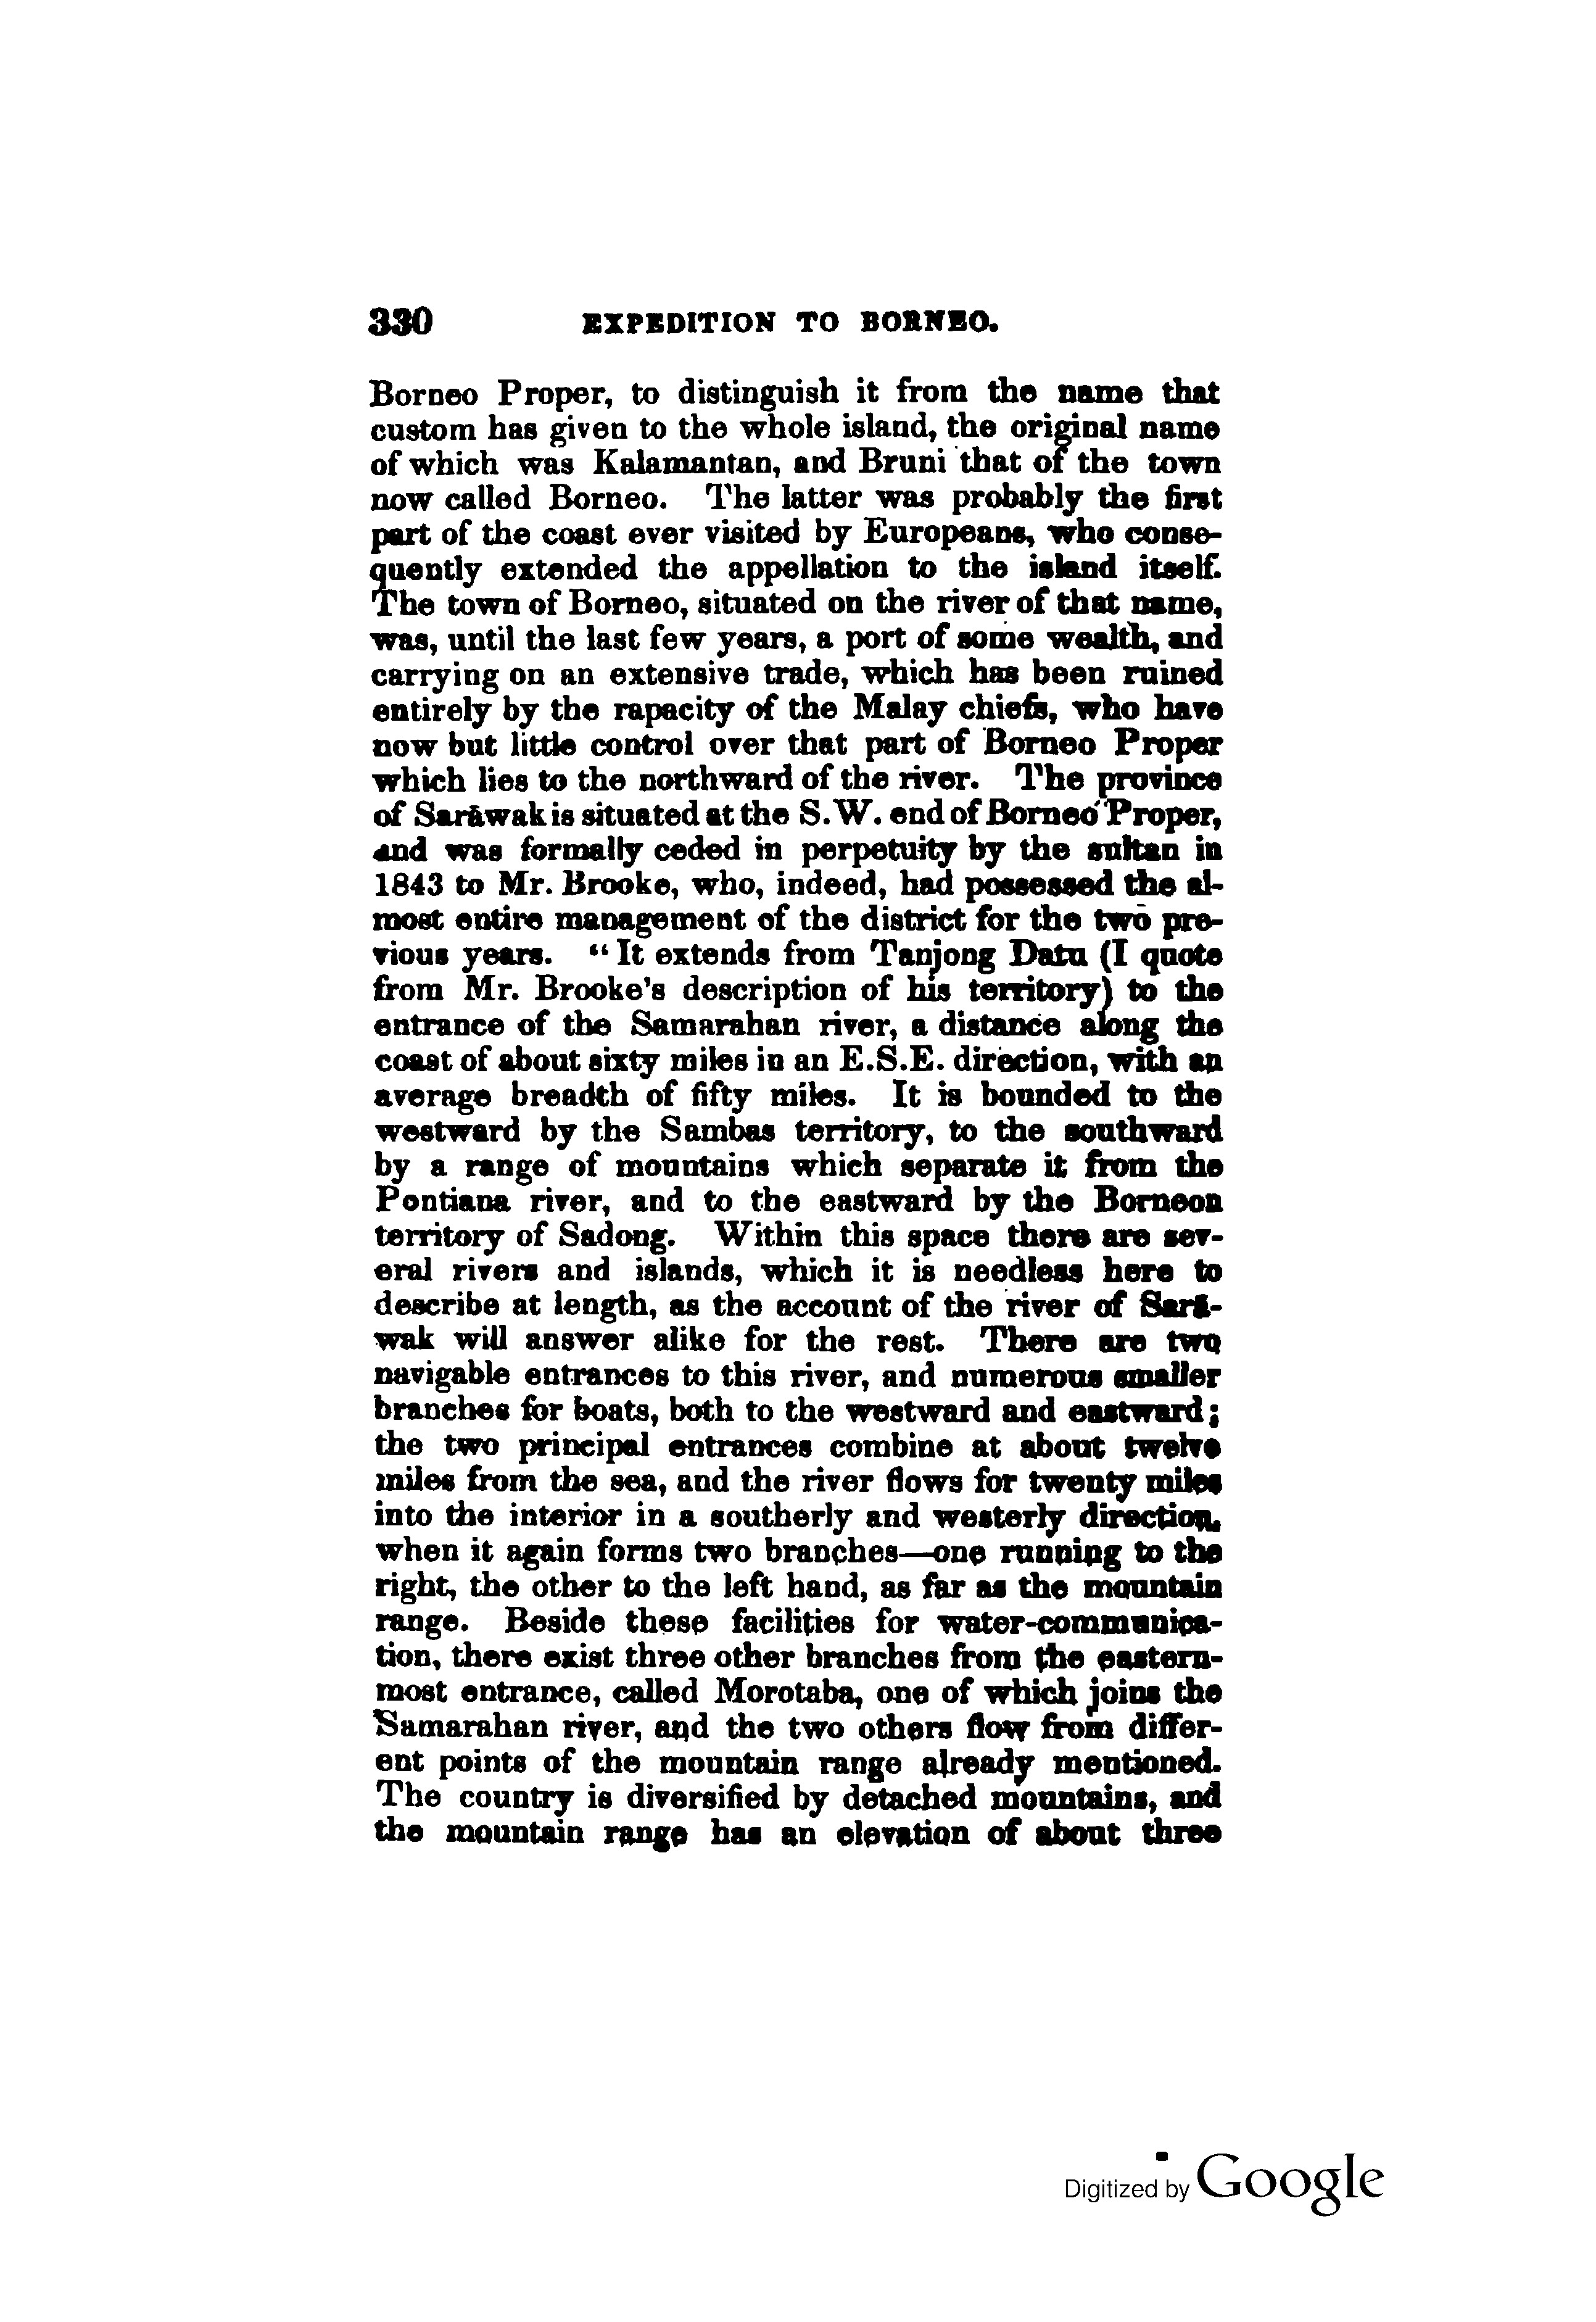 330 EXPEDITION TO BORNEO.
Borneo Proper, to distinguish it from the name that
custom has given to the whole island, the original name
of which was Kalamantan, and Bruni that of the town
now called Borneo. The latter was probably the first
part of the coast ever visited by Europeans, who conse-
quently extended the appellation to the island itself.
The town of Borneo, situated on the river of that name,
was, until the last few years, a port of some wealth, and
carrying on an extensive trade, which has been ruined
entirely by the rapacity of the Malay chiefs, who have
now but little control over that part of Borneo Proper
which lies to the northward of the river. The province
of Saràwak is situated at the S.W. end of Borneo Proper,
and was formally ceded in perpetuity by the sultan in
1843 to Mr. Brooke, who, indeed, had possessed the al-
most entire management of the district for the two pre-
vious years. “It extends from Tanjong Datu (I quote
from Mr. Brooke’s description of his territory) to the
entrance of the Samarahan river, a distance along the
coast of about sixty miles in an E.S.E. direction, with an
average breadth of fifty miles. It is bounded to the
westward by the Sambas territory, to the southward
by a range of mountains which separate it from the
Pontiana river, and to the eastward by the Borneon
territory of Sadong. Within this space there are sev-
eral rivers and islands, which it is needless here to
describe at length, as the account of the river of Sarà-
wak will answer alike for the rest. There are two
navigable entrances to this river, and numerous smaller
branches for boats, both to the westward and eastward;
the two principal entrances combine at about twelve
miles from the sea, and the river flows for twenty miles
into the interior in a southerly and westerly direction,
when it again forms two branches—one running to the
right, the other to the left hand, as far as the mountain
range. Beside these facilities for water-communica-
tion, there exist three other branches from the eastern-
most entrance, called Morotaba, one of which joins the
Samarahan river, and the two others flow from differ-
ent points of the mountain range already mentioned.
The country is diversified by detached mountains, and
the mountain range has an elevation of about three
Digitized by Google